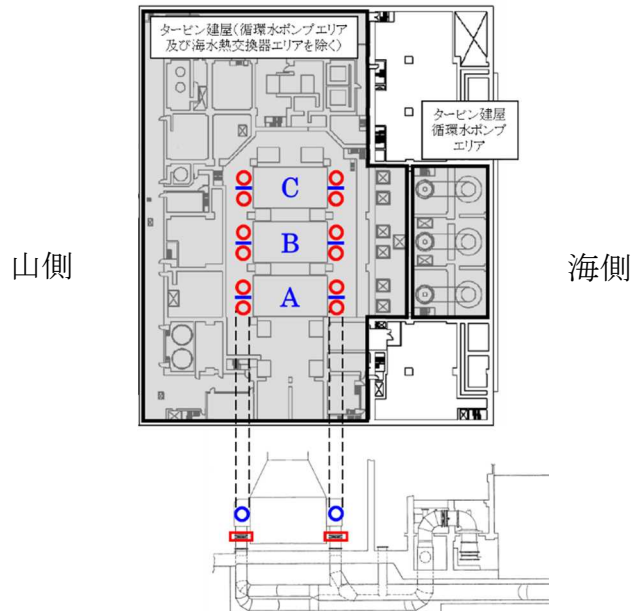 タービン建屋(循環水ポンプエリア
及び海水熱交換器エリアを除く)
タービン建屋
循環水ポンプ
エリア
C
B
A
山側
海側